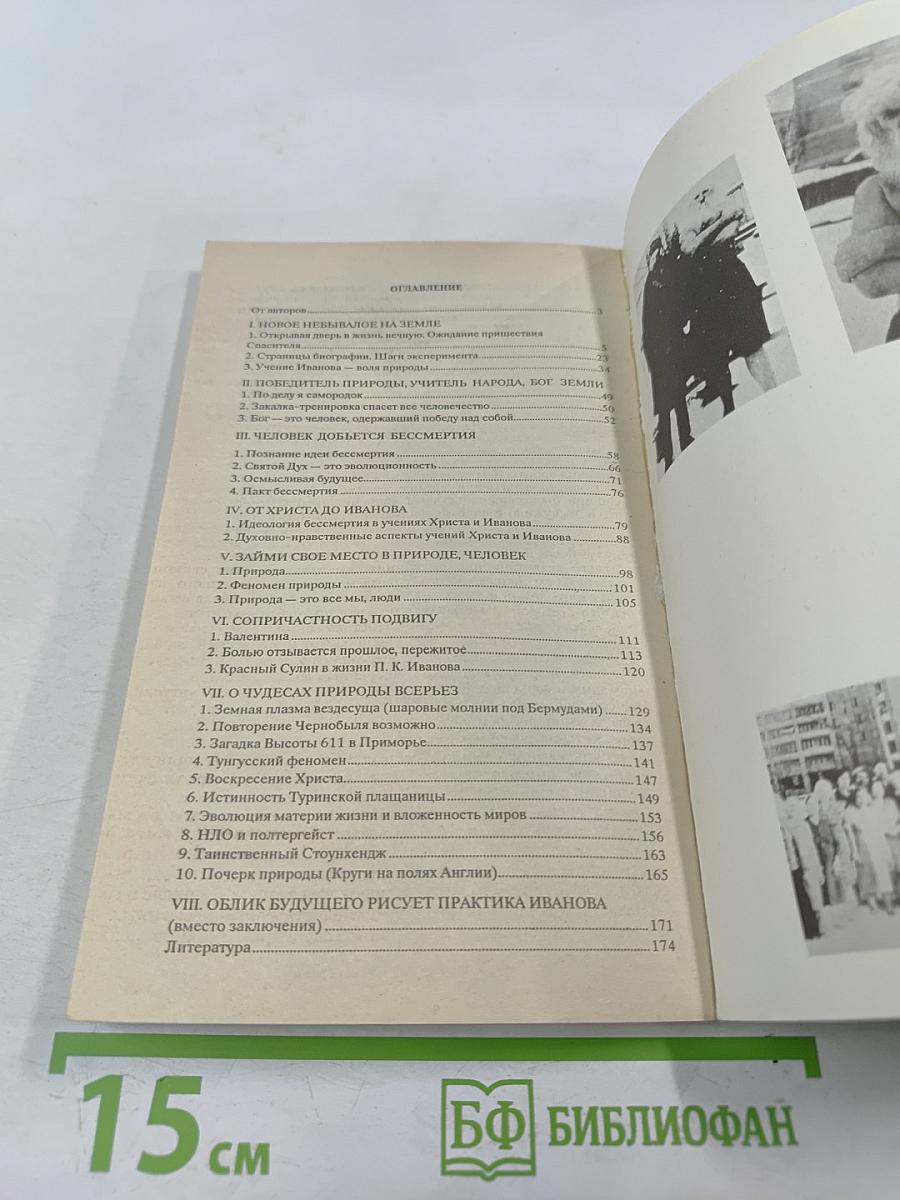 ОГЛАВЛЕНИЕ
От авторов...3
I. НОВОЕ НЕБЫВАЛОЕ НА ЗЕМЛЕ
1. Открывая дверь в жизнь вечную. Ожидание пришествия
Спасителя...5
2. Страницы биографии. Шаги эксперимента...23
3. Учение Иванова — воля природы...34
II. ПОБЕДИТЕЛЬ ПРИРОДЫ, УЧИТЕЛЬ НАРОДА, БОГ ЗЕМЛИ
1. По делу я самородок...49
2. Закалка-тренировка спасет все человечество...50
3. Бог — это человек, одержавший победу над собой...52
III. ЧЕЛОВЕК ДОБЬЕТСЯ БЕССМЕРТИЯ
1. Познание идеи бессмертия...58
2. Святой Дух — это эволюционность...66
3. Осмысливая будущее...71
4. Пакт бессмертия...76
IV. ОТ ХРИСТА ДО ИВАНОВА
1. Идеология бессмертия в учениях Христа и Иванова...79
2. Духовно-нравственные аспекты учений Христа и Иванова...88
V. ЗАЙМИ СВОЕ МЕСТО В ПРИРОДЕ, ЧЕЛОВЕК
1. Природа...98
2. Феномен природы...101
3. Природа — это все мы, люди...105
VI. СОПРИЧАСТНОСТЬ ПОДВИГУ
1. Валентина...111
2. Болью отзывается прошлое, пережитое...113
3. Красный Сулин в жизни П. К. Иванова...120
VII. О ЧУДЕСАХ ПРИРОДЫ ВСЕРЬЕЗ
1. Земная плазма вездесуща (шаровые молнии под Бермудами)...129
2. Повторение Чернобыля возможно...134
3. Загадка Высоты 611 в Приморье...137
4. Тунгусский феномен...141
5. Воскресение Христа...147
6. Истинность Туринской плащаницы...149
7. Эволюция материи жизни и вложенность миров...153
8. НЛО и полтергейст...156
9. Таинственный Стоунхендж...163
10. Почерк природы (Круги на полях Англии)...165
VIII. ОБЛИК БУДУЩЕГО РИСУЕТ ПРАКТИКА ИВАНОВА
(вместо заключения)...171
Литература...174
15 см
БФ БИБЛИОФАН